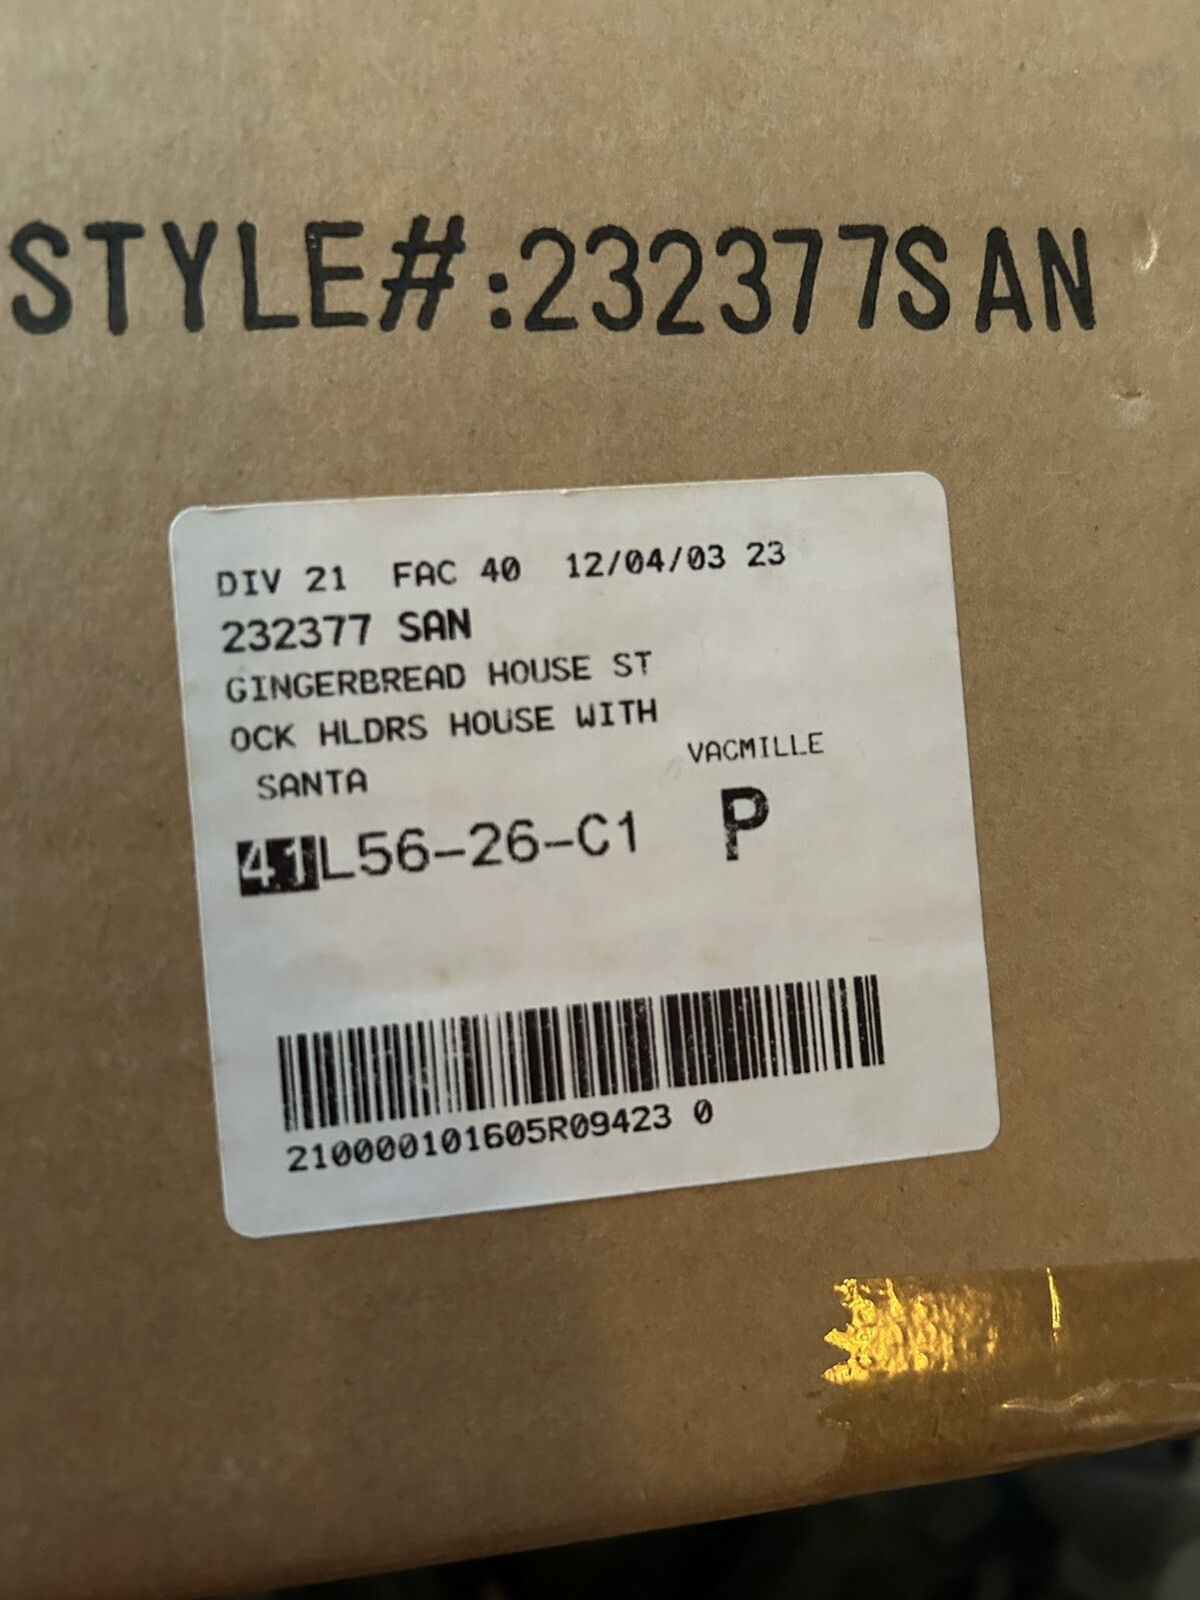 STYLE#:232377SAN
DIV 21 FAC 40 12/04/03 23
232377 SAN
GINGERBREAD HOUSE ST
OCK HLDRS HOUSE WITH
SANTA
VACMILLE
41L56-26-C1
P
210000101605R09423 0